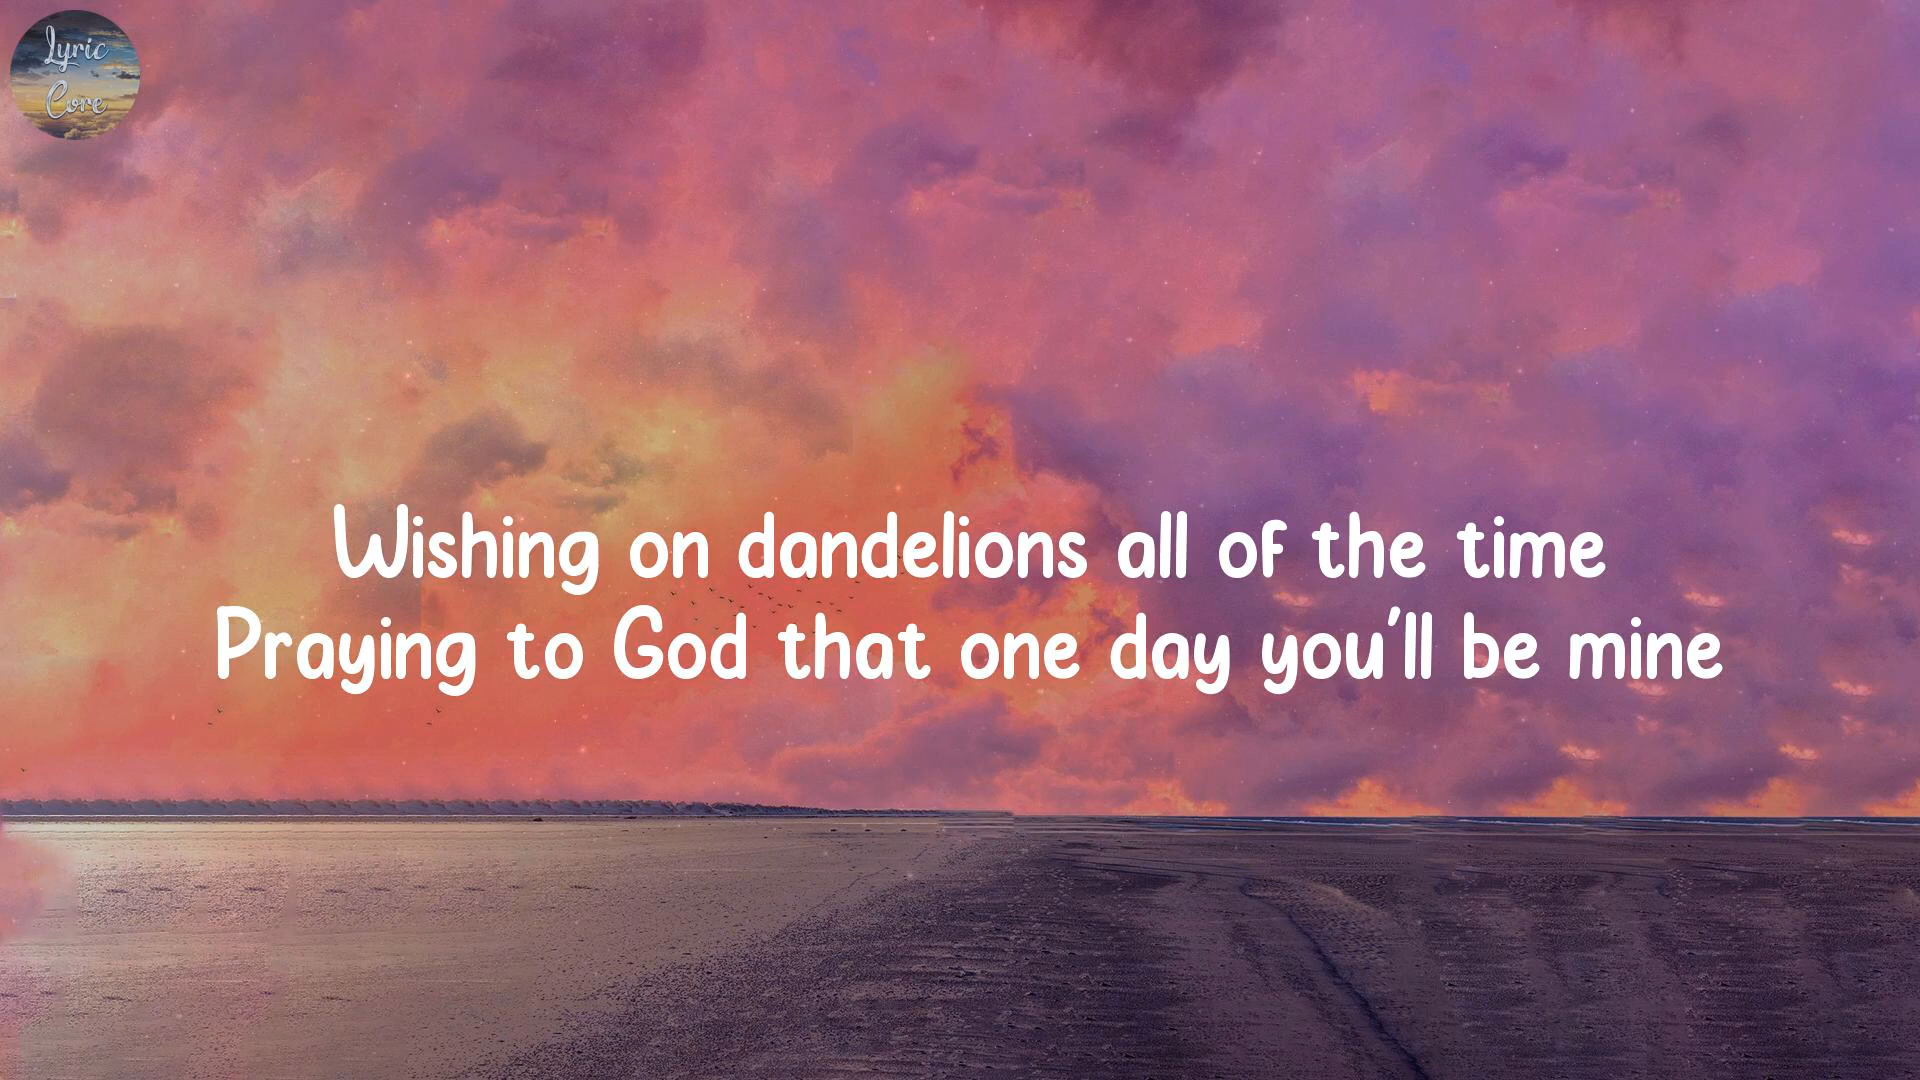 Lyric
Core
Wishing on dandelions all of the time
Praying to God that one day you'll be mine